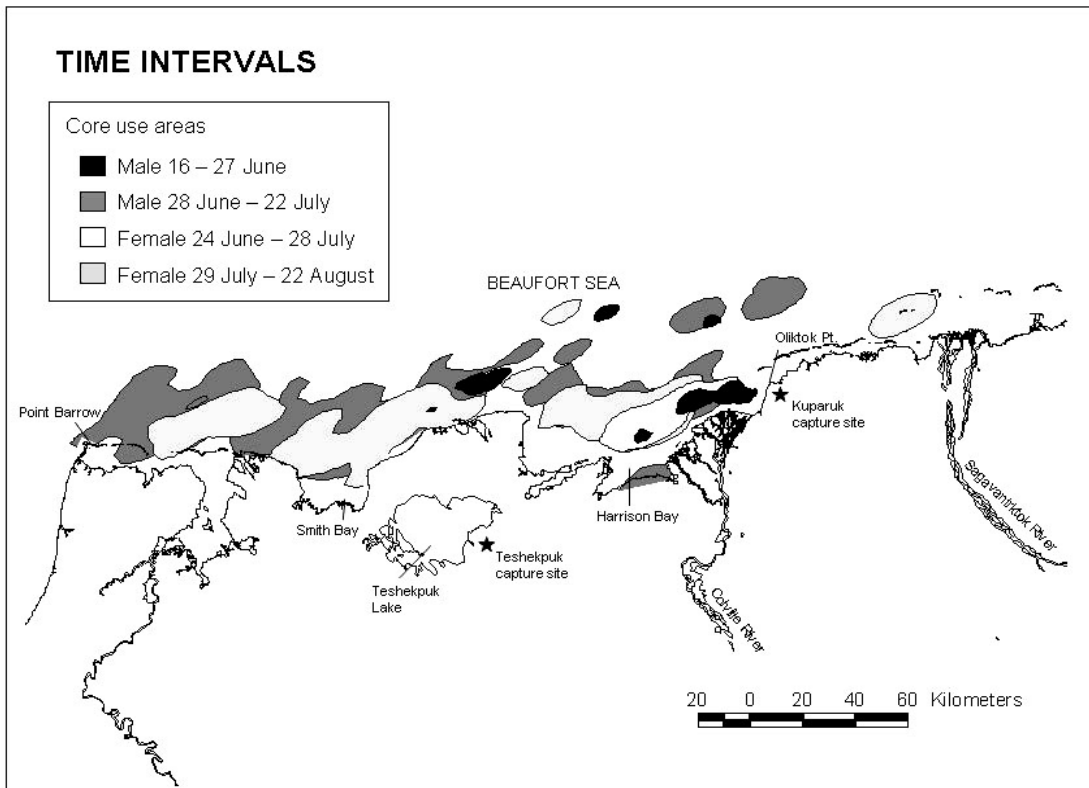 TIME INTERVALS
Core use areas
Male 16 – 27 June
Male 28 June – 22 July
Female 24 June – 28 July
Female 29 July – 22 August
BEAUFORT SEA
Oliktok Pt.
Point Barrow
Kuparuk
capture site
Smith Bay
Harrison Bay
Teshekpuk
capture site
Teshekpuk
Lake
Colville River
Sagavanirktok River
20 0 20 40 60 Kilometers